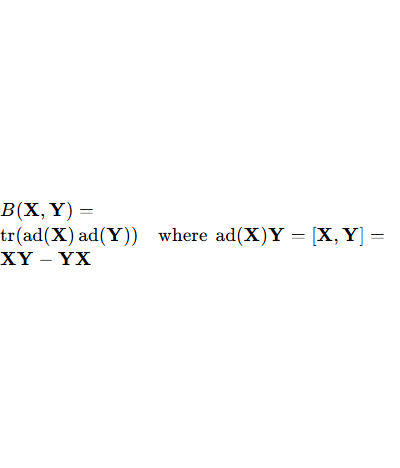 B(X, Y) =
tr(ad(X) ad(Y)) where ad(X)Y = [X, Y] =
XY − YX